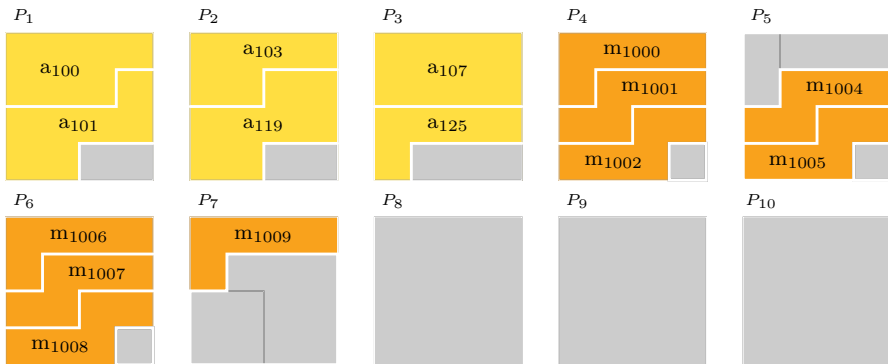 P₁ P₂ P₃ P₄ P₅
a₁₀₀ a₁₀₃ a₁₀₇ m₁₀₀₀
m₁₀₀₁ m₁₀₀₄
a₁₀₁ a₁₁₉ a₁₂₅
m₁₀₀₂ m₁₀₀₅
P₆ P₇ P₈ P₉ P₁₀
m₁₀₀₆ m₁₀₀₉
m₁₀₀₇
m₁₀₀₈